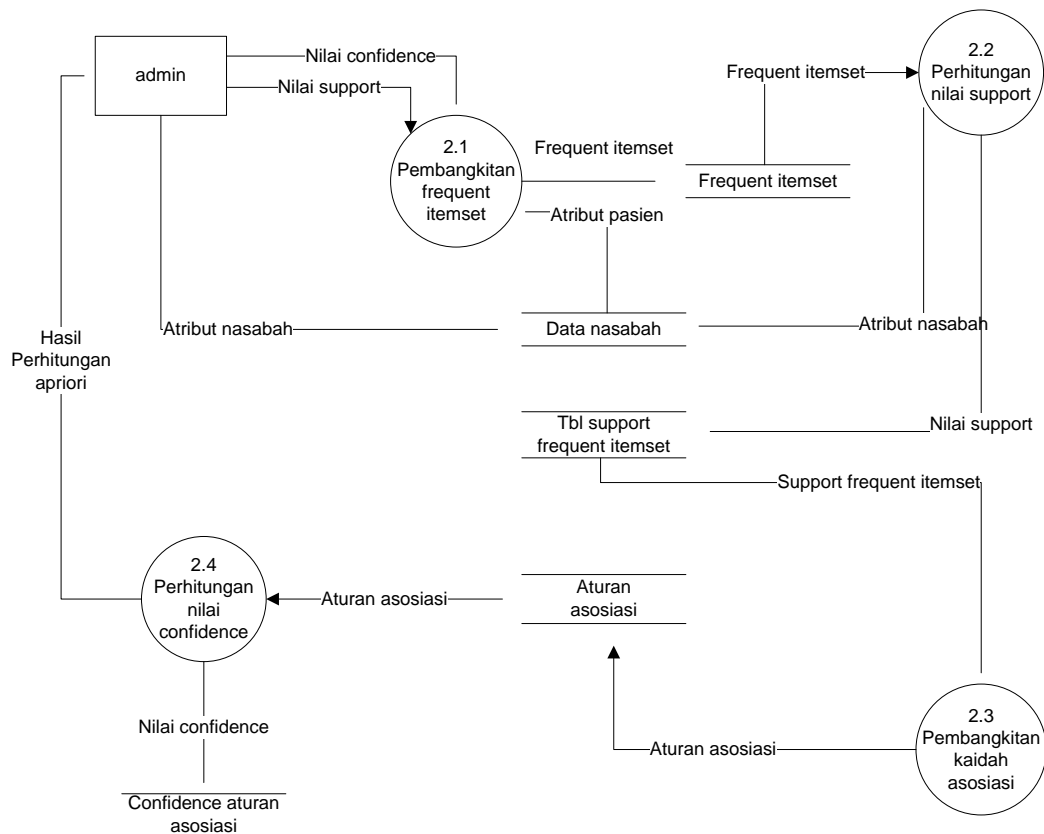 admin
Nilai confidence
Nilai support
2.1
Pembangkitan
frequent
itemset
Frequent itemset
Atribut pasien
Frequent itemset
Frequent itemset
2.2
Perhitungan
nilai support
Atribut nasabah
Data nasabah
Atribut nasabah
Hasil
Perhitungan
apriori
Tbl support
frequent itemset
Nilai support
Support frequent itemset
2.4
Perhitungan
nilai
confidence
Aturan asosiasi
Aturan
asosiasi
2.3
Pembangkitan
kaidah
asosiasi
Aturan asosiasi
Nilai confidence
Confidence aturan
asosiasi